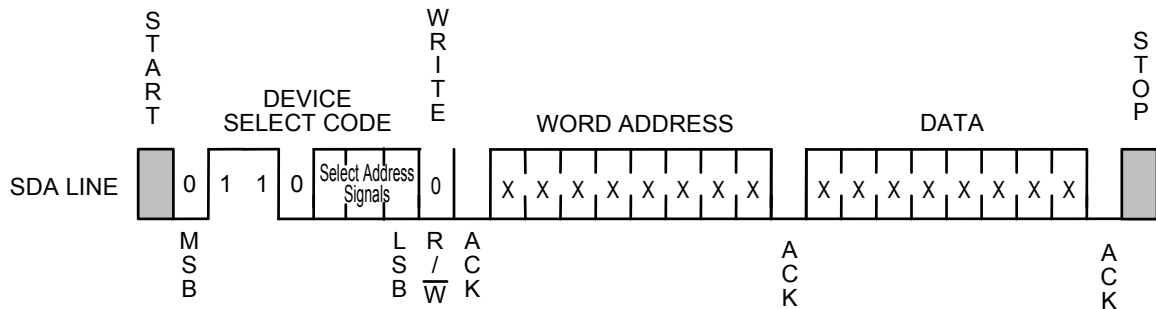 START
WRITE
STOP
DEVICE
SELECT CODE
WORD ADDRESS
DATA
SDA LINE
0 1 1 0 Select Address Signals 0 X X X X X X X X X X X X X X X X
MSB
LSB
R/W̅
ACK
ACK
ACK